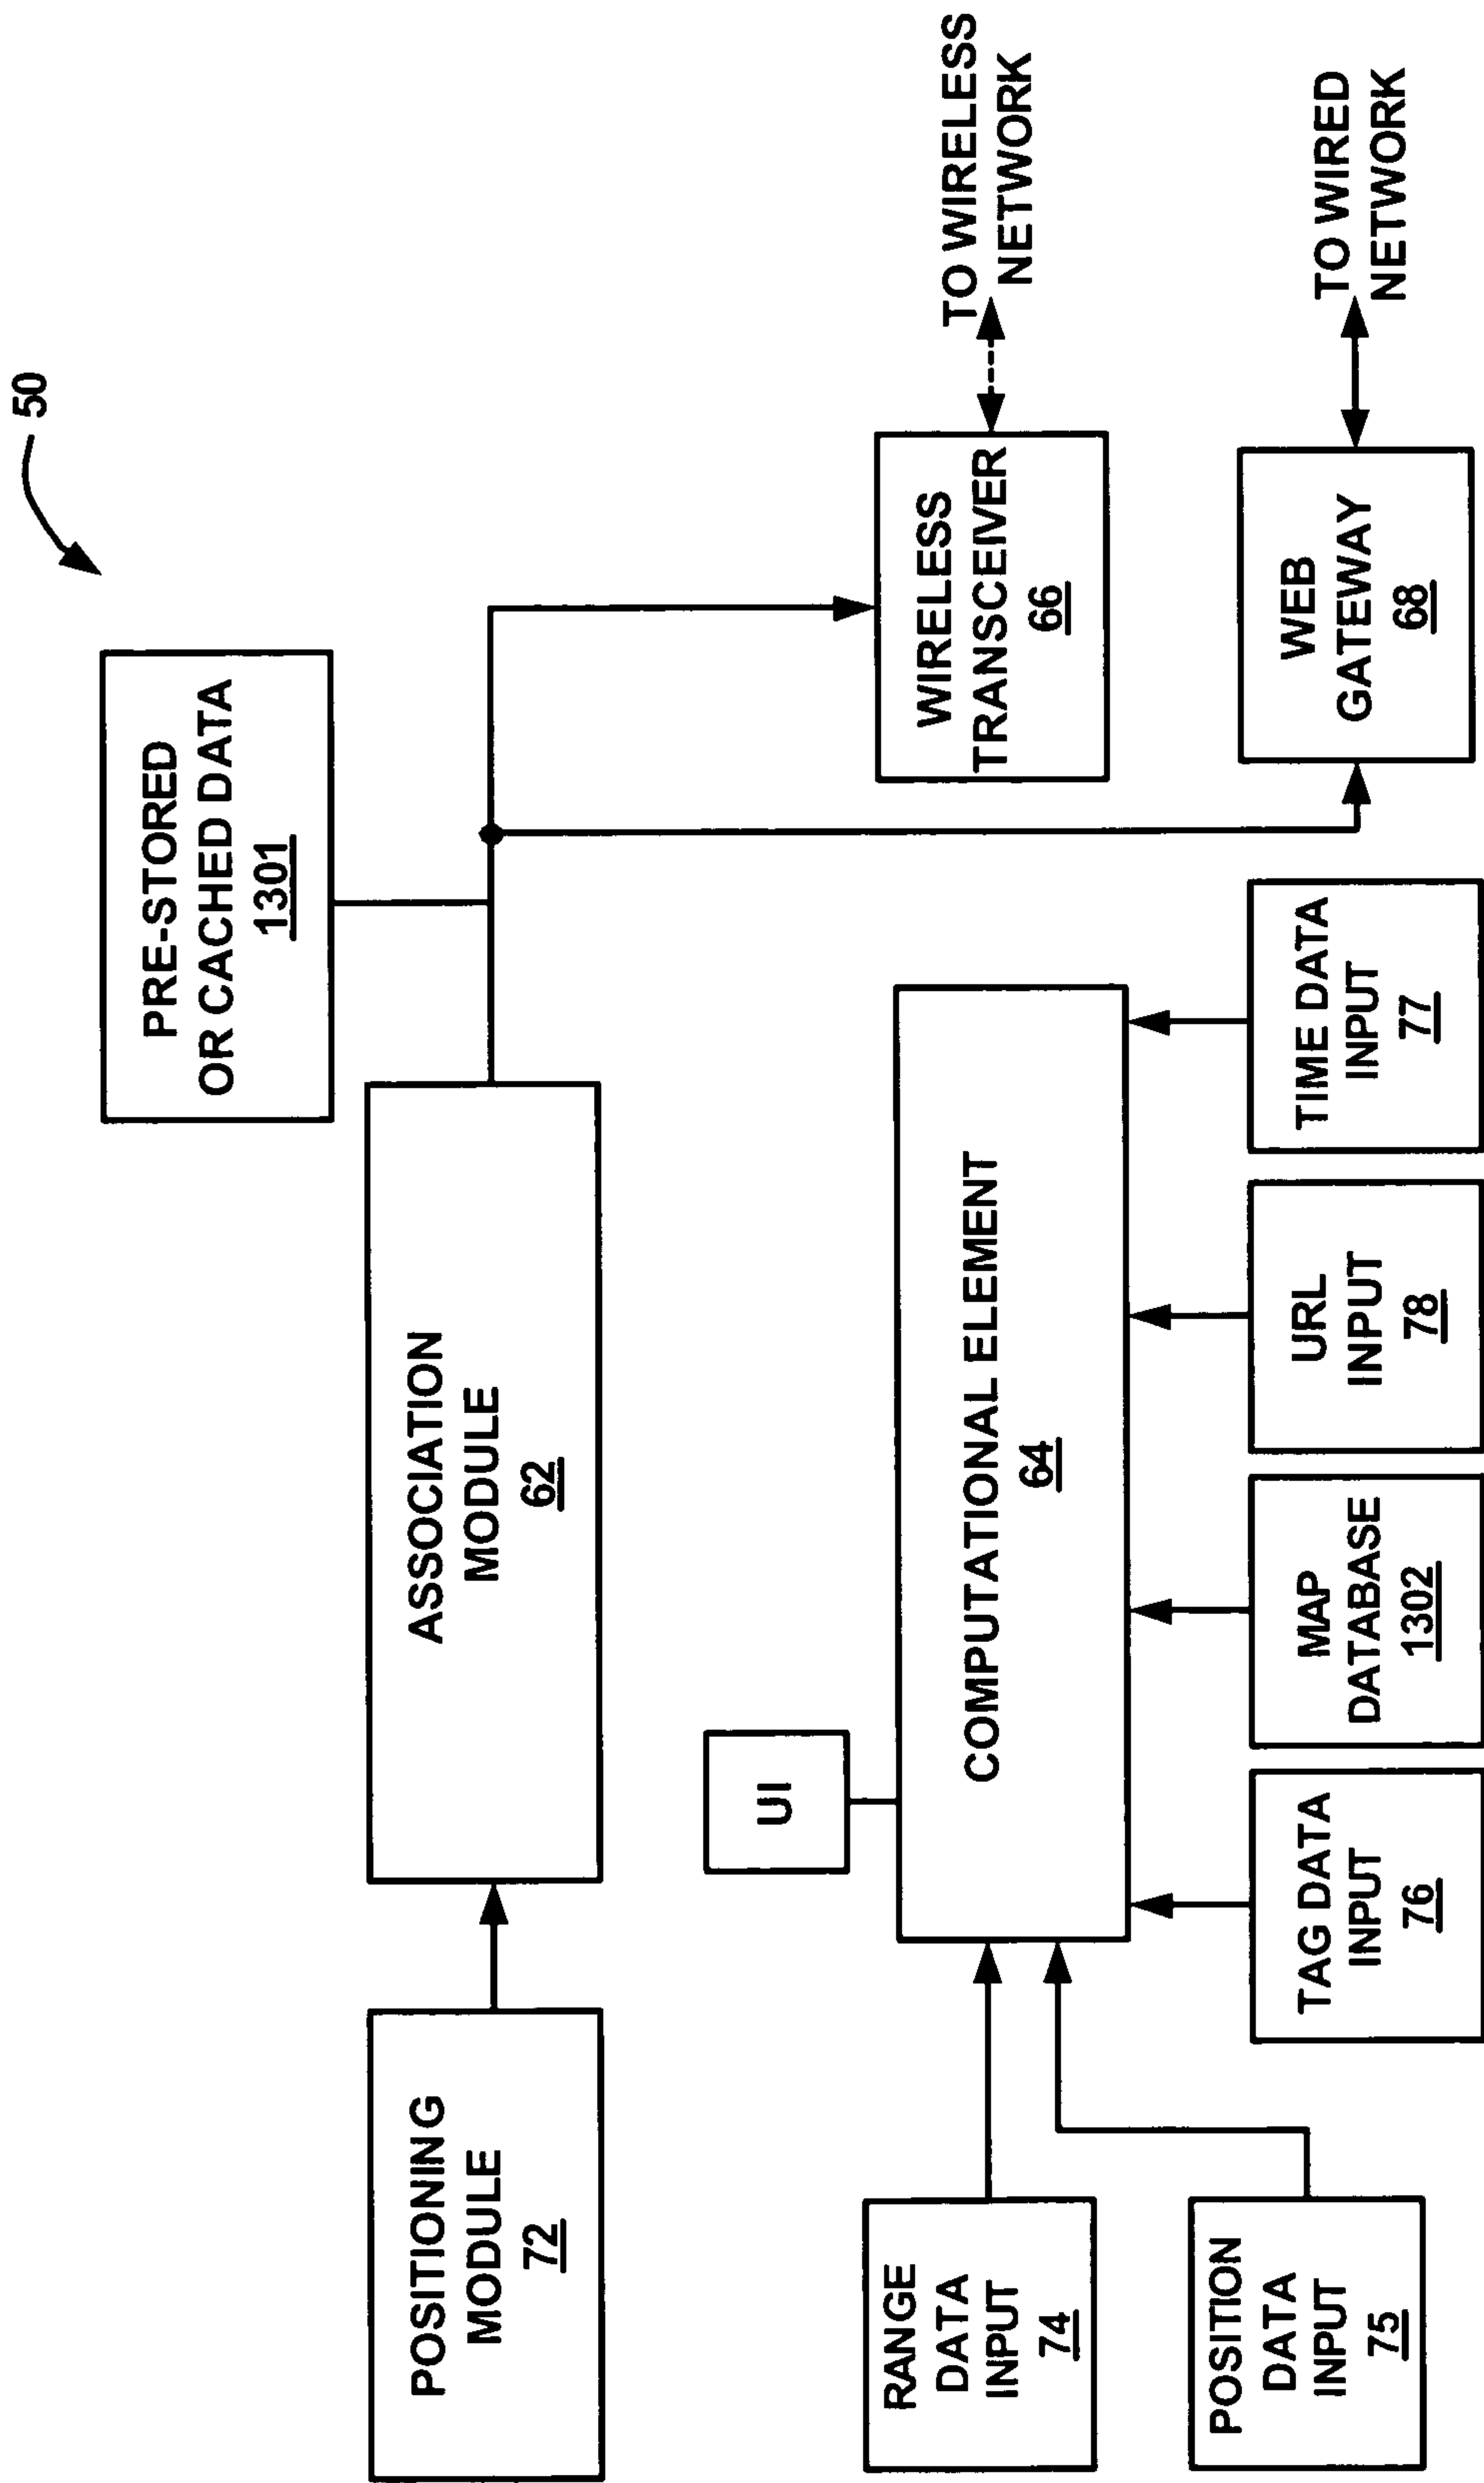 50
PRE-STORED
OR CACHED DATA
1301
POSITIONING
MODULE
72
ASSOCIATION
MODULE
62
UI
RANGE
DATA
INPUT
74
COMPUTATIONAL ELEMENT
64
WIRELESS
TRANSCEIVER
66
TO WIRELESS
NETWORK
POSITION
DATA
INPUT
75
TAG DATA
INPUT
76
MAP
DATABASE
1302
URL
INPUT
78
TIME DATA
INPUT
77
WEB
GATEWAY
68
TO WIRED
NETWORK